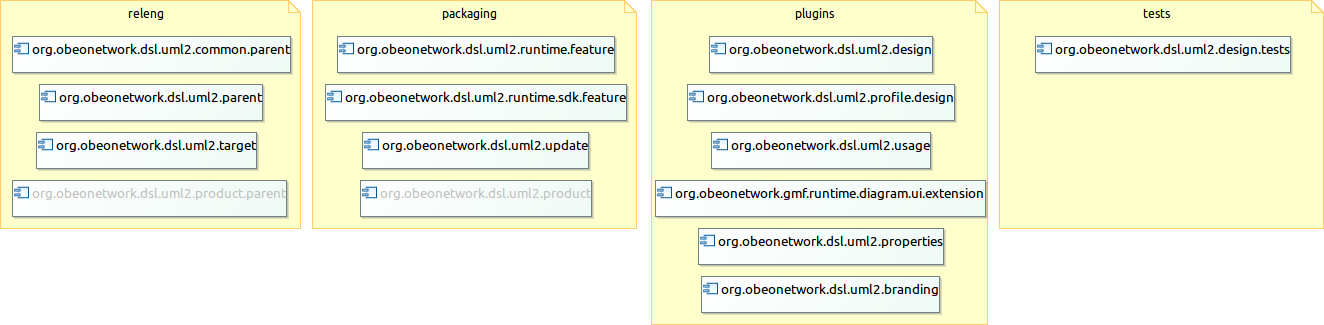 releng
org.obeonetwork.dsl.uml2.common.parent
org.obeonetwork.dsl.uml2.parent
org.obeonetwork.dsl.uml2.target
org.obeonetwork.dsl.uml2.product.parent
packaging
org.obeonetwork.dsl.uml2.runtime.feature
org.obeonetwork.dsl.uml2.runtime.sdk.feature
org.obeonetwork.dsl.uml2.update
org.obeonetwork.dsl.uml2.product
plugins
org.obeonetwork.dsl.uml2.design
org.obeonetwork.dsl.uml2.profile.design
org.obeonetwork.dsl.uml2.usage
org.obeonetwork.gmf.runtime.diagram.ui.extension
org.obeonetwork.dsl.uml2.properties
org.obeonetwork.dsl.uml2.branding
tests
org.obeonetwork.dsl.uml2.design.tests